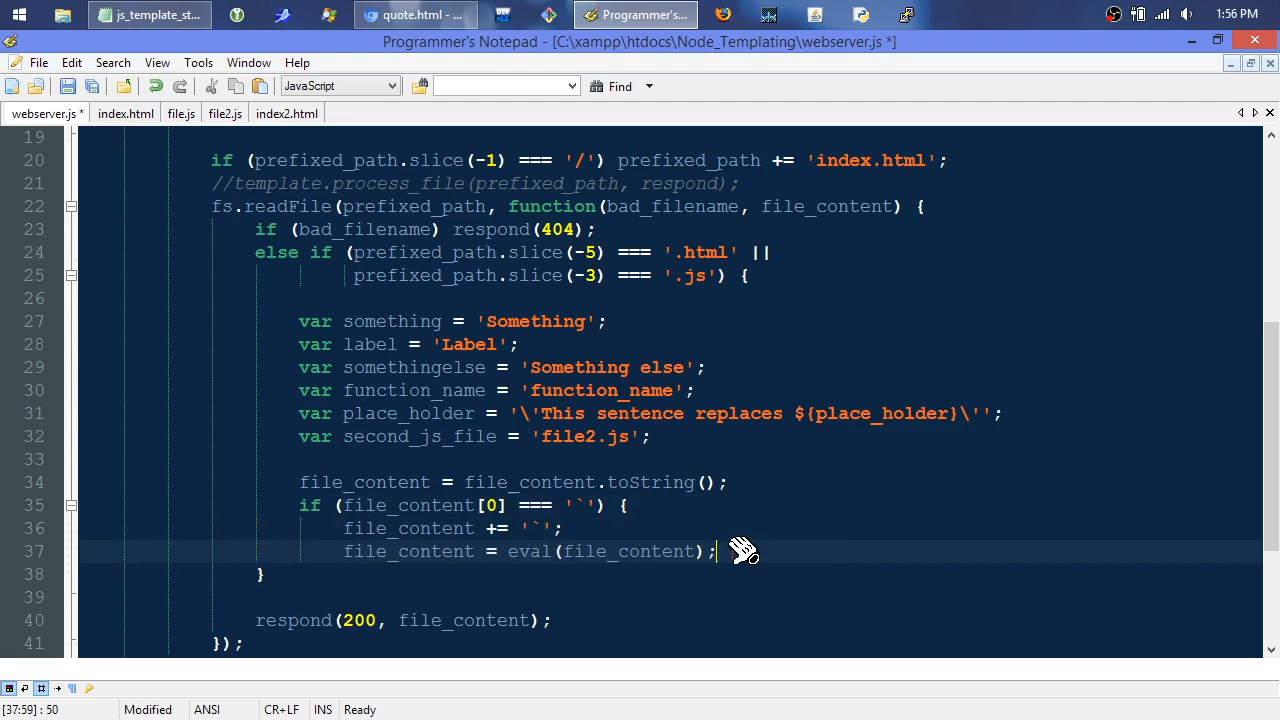 js_template_st...
quote.html - ...
Programmer's...
1:56 PM
Programmer's Notepad - [C:\xampp\htdocs\Node_Templating\webserver.js *]
File Edit Search View Tools Window Help
JavaScript
Find
webserver.js * index.html file.js file2.js index2.html
19
20 if (prefixed_path.slice(-1) === '/') prefixed_path += 'index.html';
21 //template.process_file(prefixed_path, respond);
22 fs.readFile(prefixed_path, function(bad_filename, file_content) {
23 if (bad_filename) respond(404);
24 else if (prefixed_path.slice(-5) === '.html' ||
25 prefixed_path.slice(-3) === '.js') {
26
27 var something = 'Something';
28 var label = 'Label';
29 var somethingelse = 'Something else';
30 var function_name = 'function_name';
31 var place_holder = '\'This sentence replaces ${place_holder}\'';
32 var second_js_file = 'file2.js';
33
34 file_content = file_content.toString();
35 if (file_content[0] === '`') {
36 file_content += '`';
37 file_content = eval(file_content);
38 }
39
40 respond(200, file_content);
41 });
[37:59] : 50 Modified ANSI CR+LF INS Ready